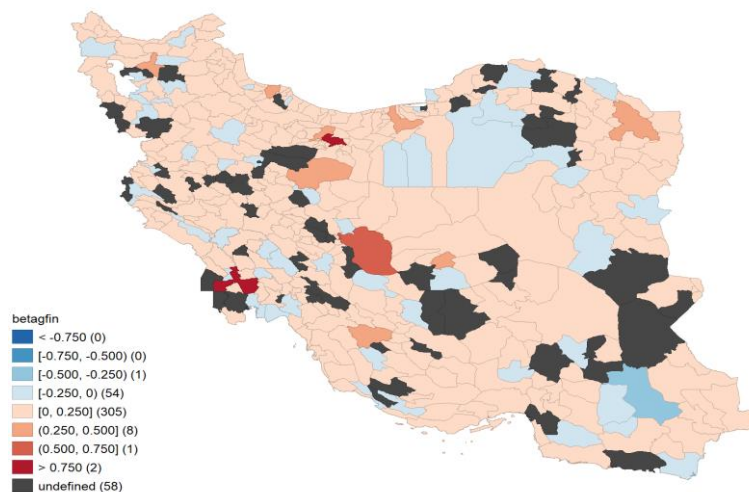 betagfin
< -0.750 (0)
[-0.750, -0.500) (0)
[-0.500, -0.250) (1)
[-0.250, 0) (54)
[0, 0.250] (305)
(0.250, 0.500] (8)
(0.500, 0.750] (1)
> 0.750 (2)
undefined (58)